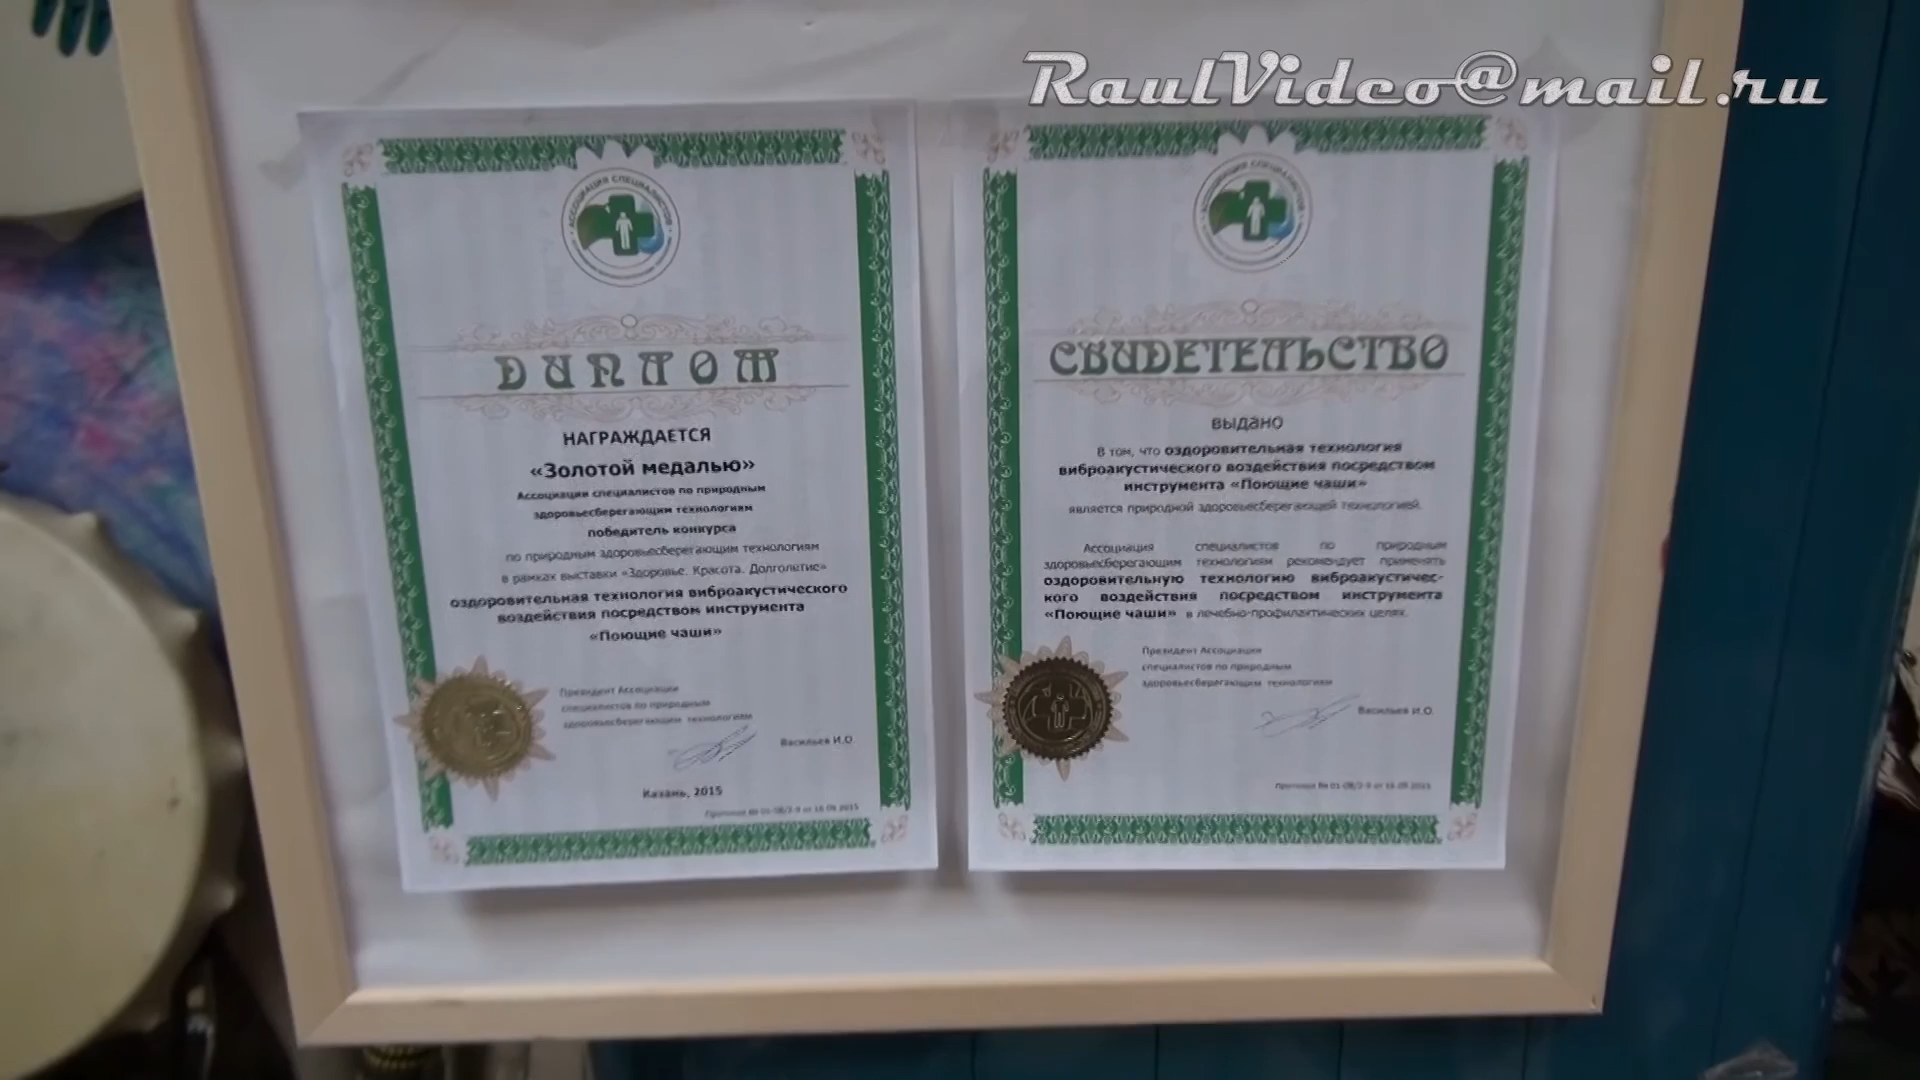 RaulVideo@mail.ru
АССОЦИАЦИЯ СПЕЦИАЛИСТОВ
ДИПЛОМ
НАГРАЖДАЕТСЯ
«Золотой медалью»
Ассоциации специалистов по природным
здоровьесберегающим технологиям
победитель конкурса
по природным здоровьесберегающим технологиям
в рамках выставки «Здоровье. Красота. Долголетие»
оздоровительная технология виброакустического
воздействия посредством инструмента
«Поющие чаши»
Президент Ассоциации
специалистов по природным
здоровьесберегающим технологиям
Васильев И.О
Казань, 2015
АССОЦИАЦИЯ СПЕЦИАЛИСТОВ
СВИДЕТЕЛЬСТВО
выдано
В том, что оздоровительная технология
виброакустического воздействия посредством
инструмента «Поющие чаши»
является природной здоровьесберегающей технологией.
Ассоциация специалистов по природным
здоровьесберегающим технологиям рекомендует применять
оздоровительную технологию виброакустичес-
кого воздействия посредством инструмента
«Поющие чаши» в лечебно-профилактических целях.
Президент Ассоциации
специалистов по природным
здоровьесберегающим технологиям
Васильев И.О.